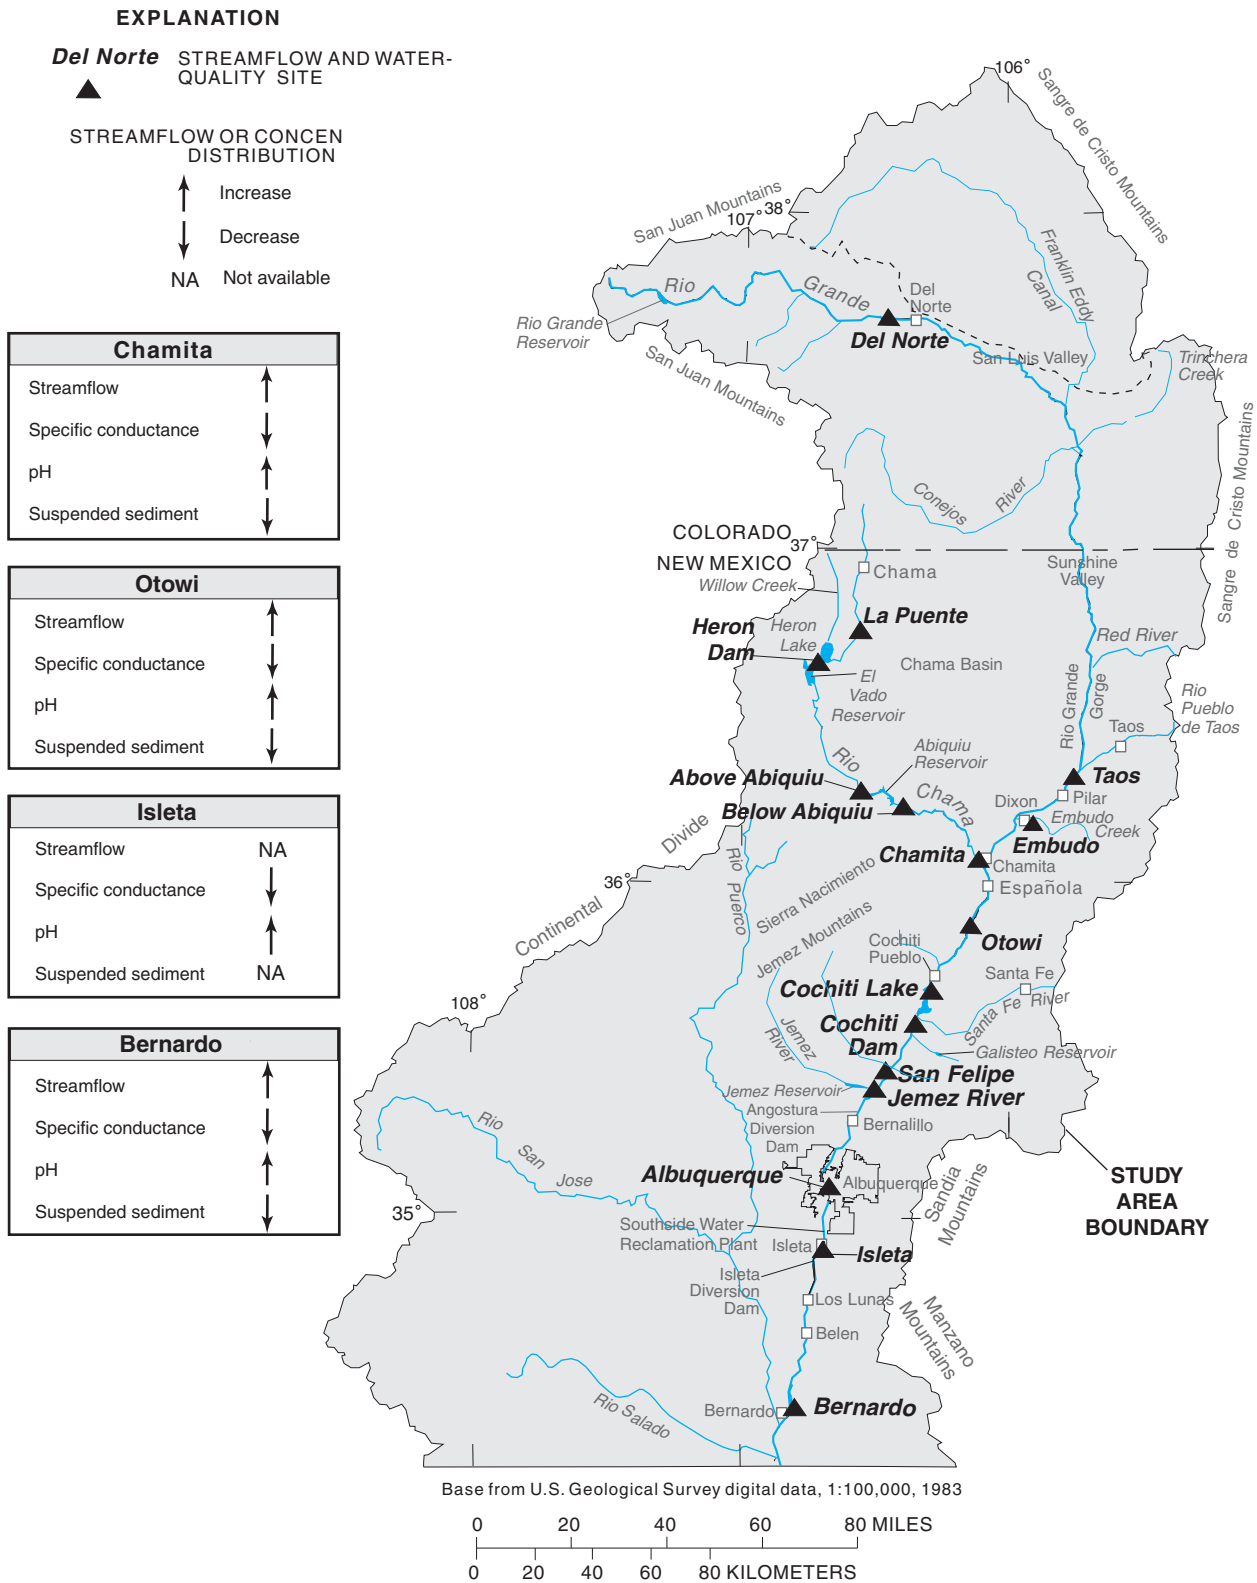 EXPLANATION
Del Norte
STREAMFLOW AND WATER-
QUALITY SITE
STREAMFLOW OR CONCEN
DISTRIBUTION
Increase
Decrease
NA Not available
Chamita
Streamflow
Specific conductance
pH
Suspended sediment
Otowi
Streamflow
Specific conductance
pH
Suspended sediment
Isleta
Streamflow NA
Specific conductance
pH
Suspended sediment NA
Bernardo
Streamflow
Specific conductance
pH
Suspended sediment
106°
Sangre de Cristo Mountains
San Juan Mountains
107°
38°
Franklin Eddy
Canal
Rio
Grande
Del
Norte
Rio Grande
Reservoir
Del Norte
San Juan Mountains
San Luis Valley
Trinchera
Creek
Sangre de Cristo Mountains
Conejos
River
COLORADO
37°
NEW MEXICO
Willow Creek
Chama
Sunshine
Valley
Heron
Dam
Heron
Lake
La Puente
Red River
Chama Basin
El
Vado
Reservoir
Rio Grande
Gorge
Rio
Pueblo
de Taos
Taos
Rio
Chama
Abiquiu
Reservoir
Above Abiquiu
Below Abiquiu
Taos
Pilar
Dixon
Embudo
Creek
Embudo
Chamita
Chamita
Española
Continental
Divide
36°
Rio
Puerco
Sierra Nacimiento
Jemez Mountains
Otowi
Cochiti
Pueblo
Santa Fe
Cochiti Lake
Santa Fe River
108°
Cochiti
Dam
Jemez
River
Galisteo Reservoir
San Felipe
Jemez Reservoir
Jemez River
Angostura
Diversion
Dam
Bernalillo
Rio
San
Jose
Albuquerque
Albuquerque
Sandia
Mountains
STUDY
AREA
BOUNDARY
35°
Southside Water
Reclamation Plant
Isleta
Isleta
Isleta
Diversion
Dam
Los Lunas
Manzano
Mountains
Belen
Rio Salado
Bernardo
Bernardo
Base from U.S. Geological Survey digital data, 1:100,000, 1983
0 20 40 60 80 MILES
0 20 40 60 80 KILOMETERS